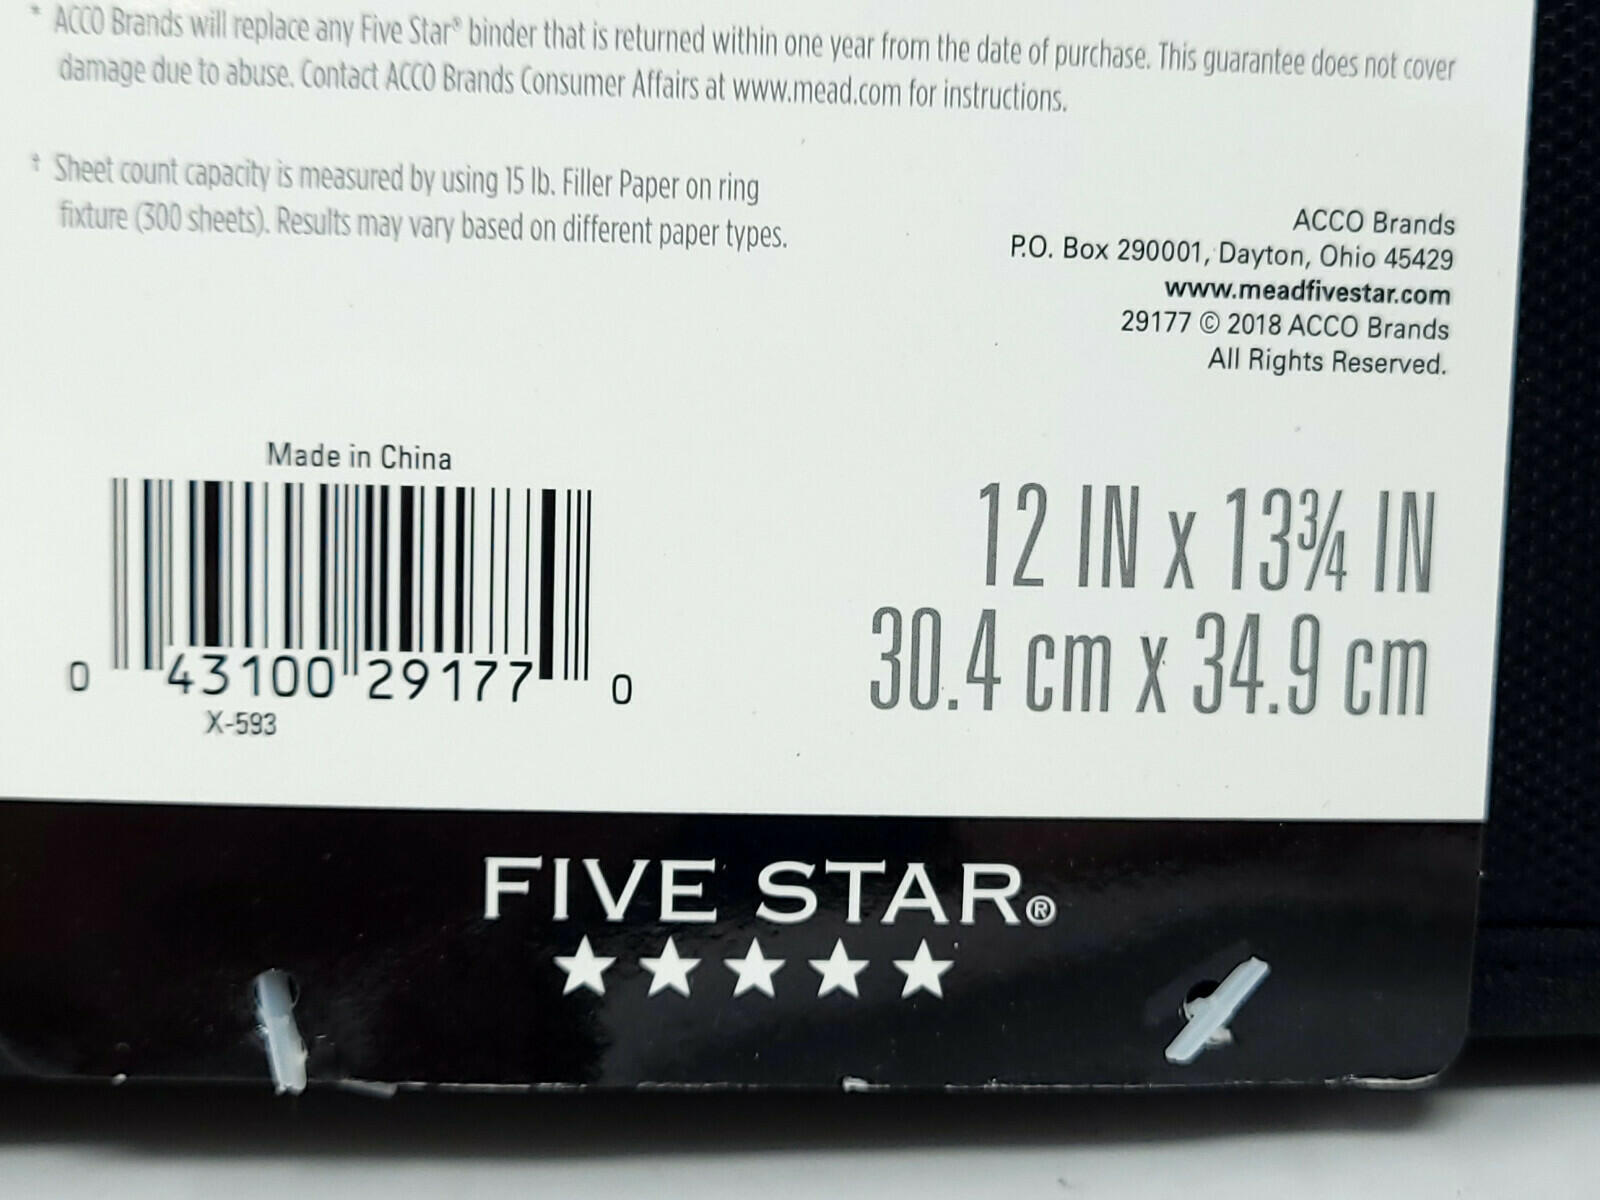 * ACCO Brands will replace any Five Star® binder that is returned within one year from the date of purchase. This guarantee does not cover
damage due to abuse. Contact ACCO Brands Consumer Affairs at www.mead.com for instructions.
‡ Sheet count capacity is measured by using 15 lb. Filler Paper on ring
fixture (300 sheets). Results may vary based on different paper types.
ACCO Brands
P.O. Box 290001, Dayton, Ohio 45429
www.meadfivestar.com
29177 © 2018 ACCO Brands
All Rights Reserved.
Made in China
0 43100 29177 0
X-593
12 IN x 13¾ IN
30.4 cm x 34.9 cm
FIVE STAR®